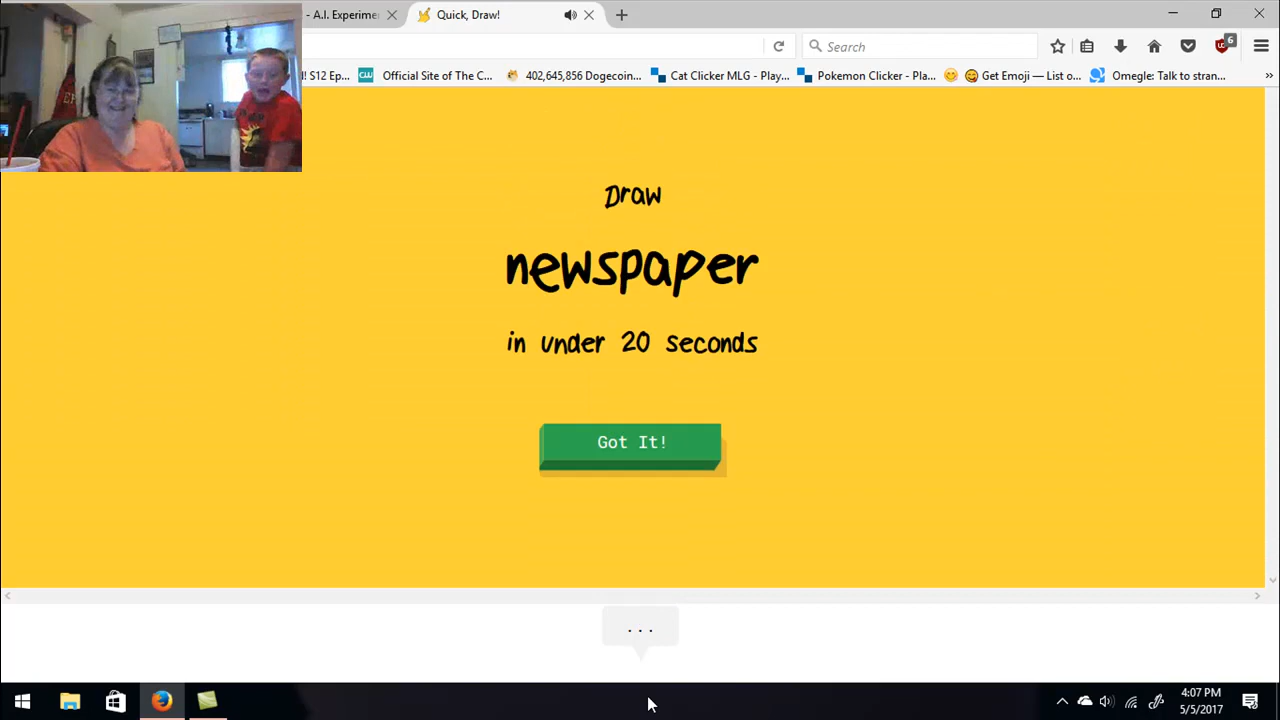 - A.I. Experime
Quick, Draw!
Search
6
! S12 Ep...
CW
Official Site of The C...
402,645,856 Dogecoin...
Cat Clicker MLG - Play...
Pokemon Clicker - Pla...
Get Emoji — List o...
Omegle: Talk to stran...
»
Draw
newspaper
in under 20 seconds
Got It!
...
4:07 PM
5/5/2017